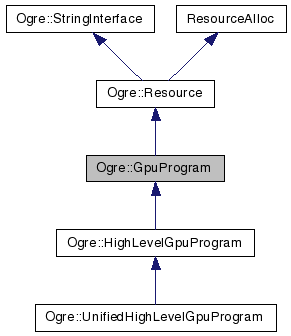 Ogre::StringInterface
ResourceAlloc
Ogre::Resource
Ogre::GpuProgram
Ogre::HighLevelGpuProgram
Ogre::UnifiedHighLevelGpuProgram